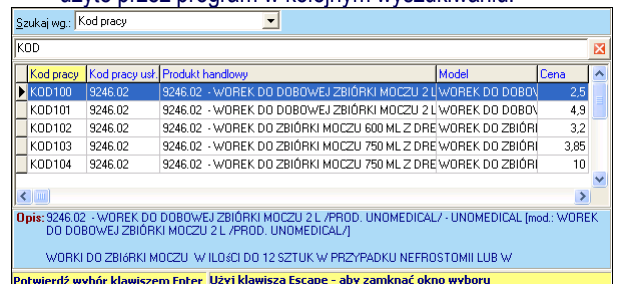 użyte przez program w kolejnym wyszukiwaniu.
Szukaj wg.: Kod pracy
KOD
Kod pracy Kod pracy usł. Produkt handlowy Model Cena
KOD100 9246.02 9246.02 - WOREK DO DOBOWEJ ZBIÓRKI MOCZU 2 L WOREK DO DOBOW 2,5
KOD101 9246.02 9246.02 - WOREK DO DOBOWEJ ZBIÓRKI MOCZU 2 L WOREK DO DOBOW 4,9
KOD102 9246.02 9246.02 - WOREK DO ZBIÓRKI MOCZU 600 ML Z DRE WOREK DO ZBIÓRI 3,2
KOD103 9246.02 9246.02 - WOREK DO ZBIÓRKI MOCZU 750 ML Z DRE WOREK DO ZBIÓRI 3,85
KOD104 9246.02 9246.02 - WOREK DO ZBIÓRKI MOCZU 750 ML Z DRE WOREK DO ZBIÓRI 10
Opis: 9246.02 - WOREK DO DOBOWEJ ZBIÓRKI MOCZU 2 L /PROD. UNOMEDICAL/ - UNOMEDICAL [mod.: WOREK
DO DOBOWEJ ZBIÓRKI MOCZU 2 L /PROD. UNOMEDICAL/]
WORKI DO ZBIóRKI MOCZU W ILOŚCI DO 12 SZTUK W PRZYPADKU NEFROSTOMII LUB W
Potwierdź wybór klawiszem Enter Użyj klawisza Escape - aby zamknąć okno wyboru